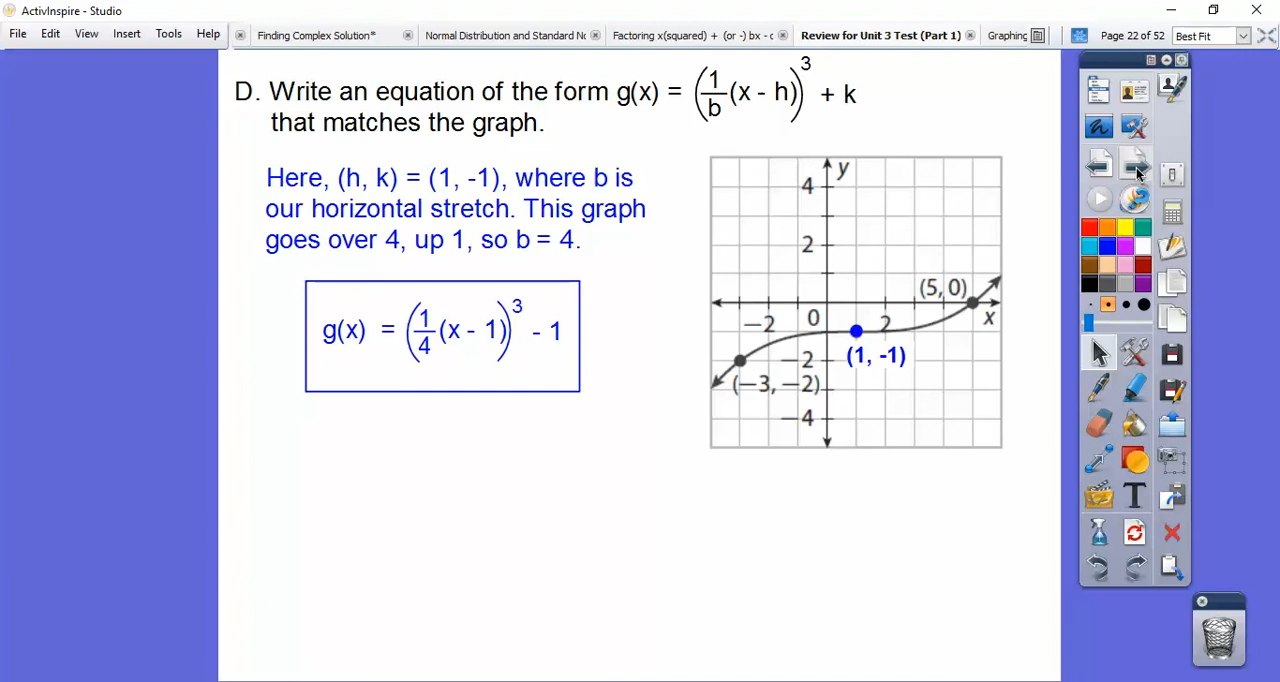 ActivInspire - Studio
File Edit View Insert Tools Help
Finding Complex Solution* Normal Distribution and Standard No Factoring x(squared) + (or -) bx - c Review for Unit 3 Test (Part 1) Graphing Page 22 of 52 Best Fit
D. Write an equation of the form g(x) = (1/b (x - h))^3 + k
that matches the graph.
Here, (h, k) = (1, -1), where b is
our horizontal stretch. This graph
goes over 4, up 1, so b = 4.
g(x) = (1/4 (x - 1))^3 - 1
y
4
2
(5, 0)
−2 0 2 x
−2 (1, -1)
(−3, −2)
−4
T